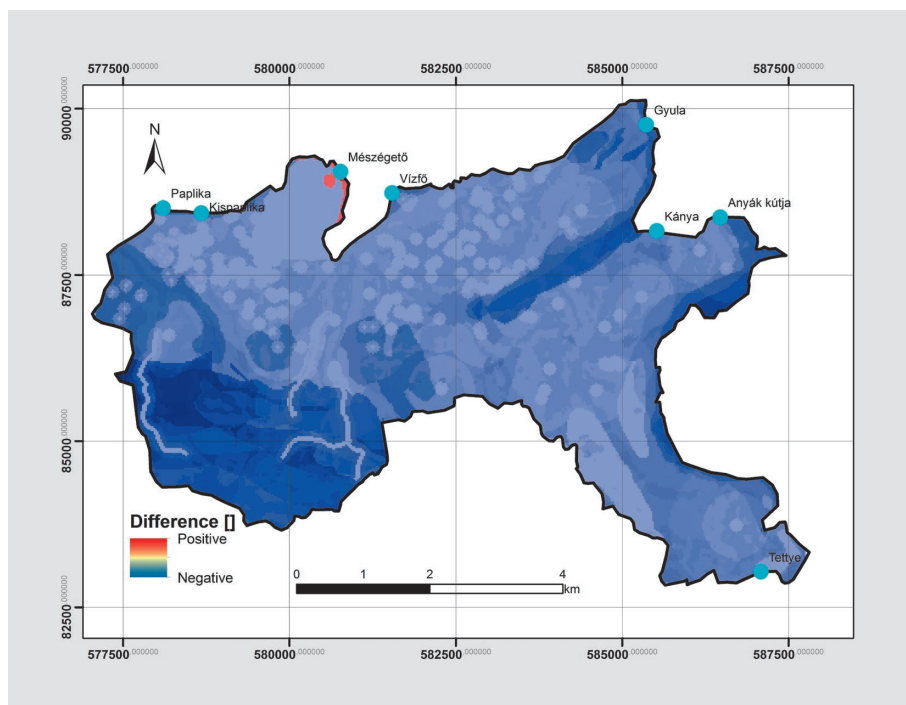 577500.000000 580000.000000 582500.000000 585000.000000 587500.000000
90000.000000
87500.000000
85000.000000
82500.000000
N
Gyula
Mészégető
Vízfő
Paplika
Kispaplika
Kánya
Anyák kútja
Tettye
Difference []
Positive
Negative
0 1 2 4
km
577500.000000 580000.000000 582500.000000 585000.000000 587500.000000